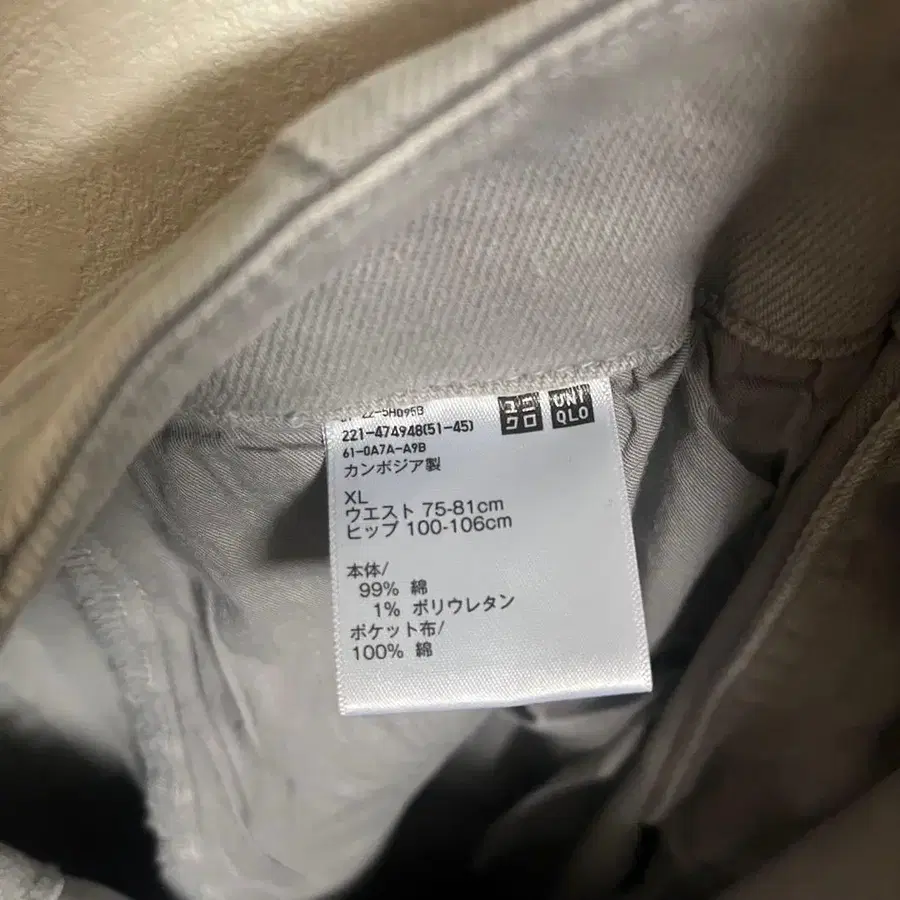 22-5H095B
221-474948(51-45)
61-0A7A-A9B
カンボジア製
ユニ
クロ
UNI
QLO
XL
ウエスト 75-81cm
ヒップ 100-106cm
本体/
99% 綿
1% ポリウレタン
ポケット布/
100% 綿